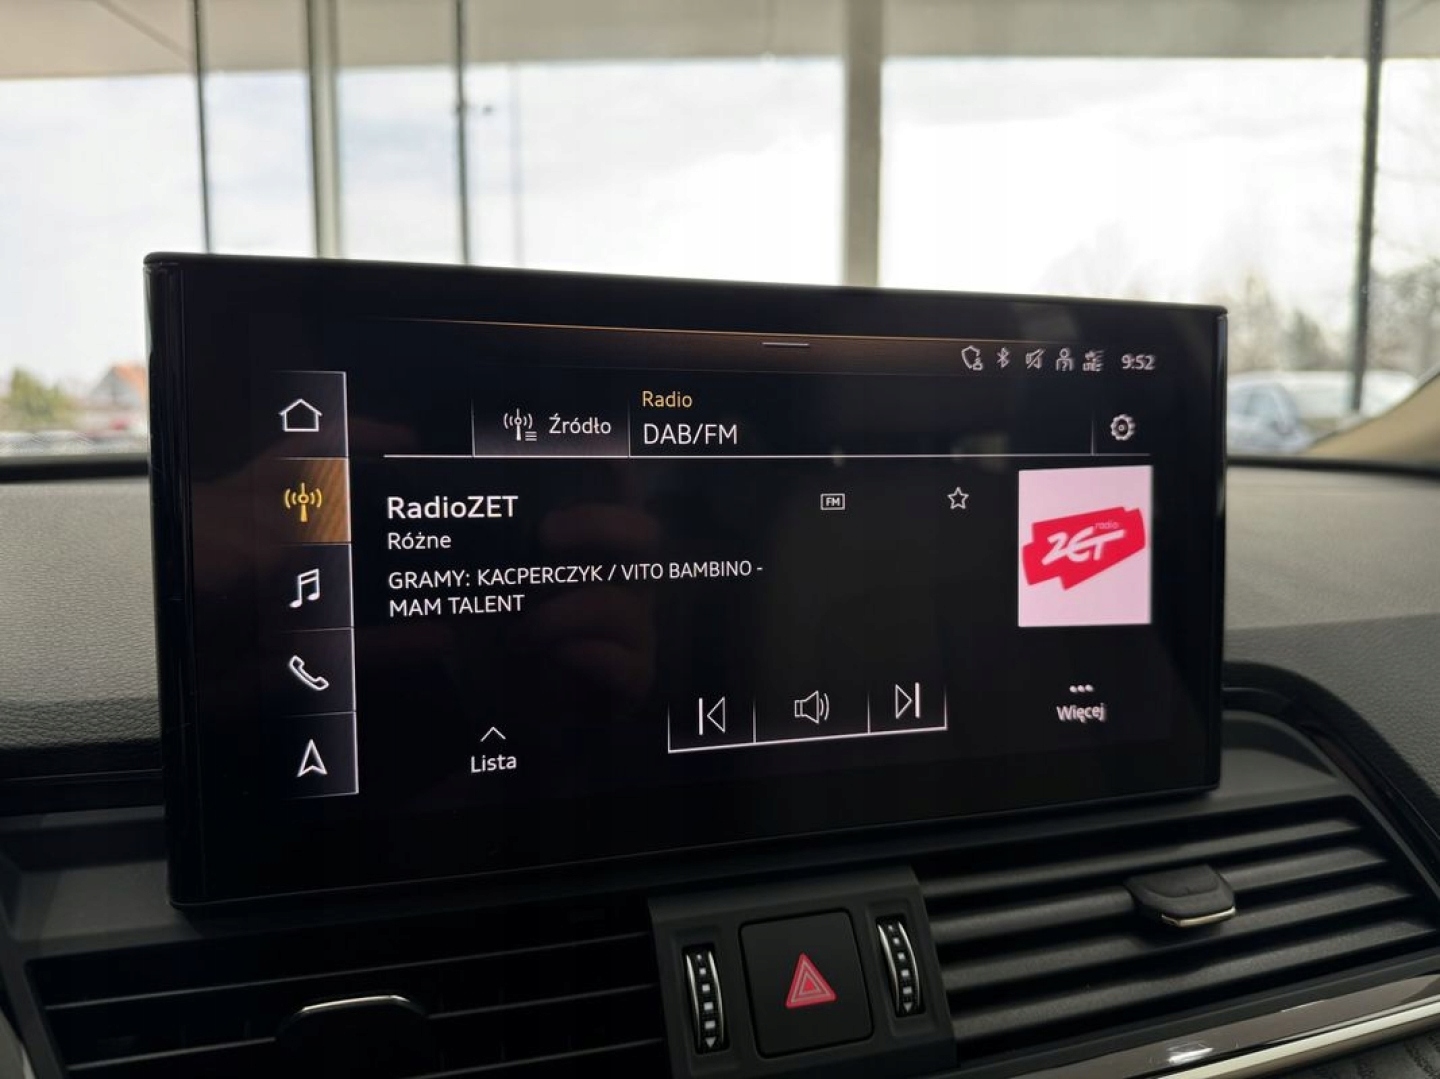 9:52
Źródło
Radio
DAB/FM
RadioZET
FM
Różne
GRAMY: KACPERCZYK / VITO BAMBINO -
MAM TALENT
radio
ZET
Lista
Więcej